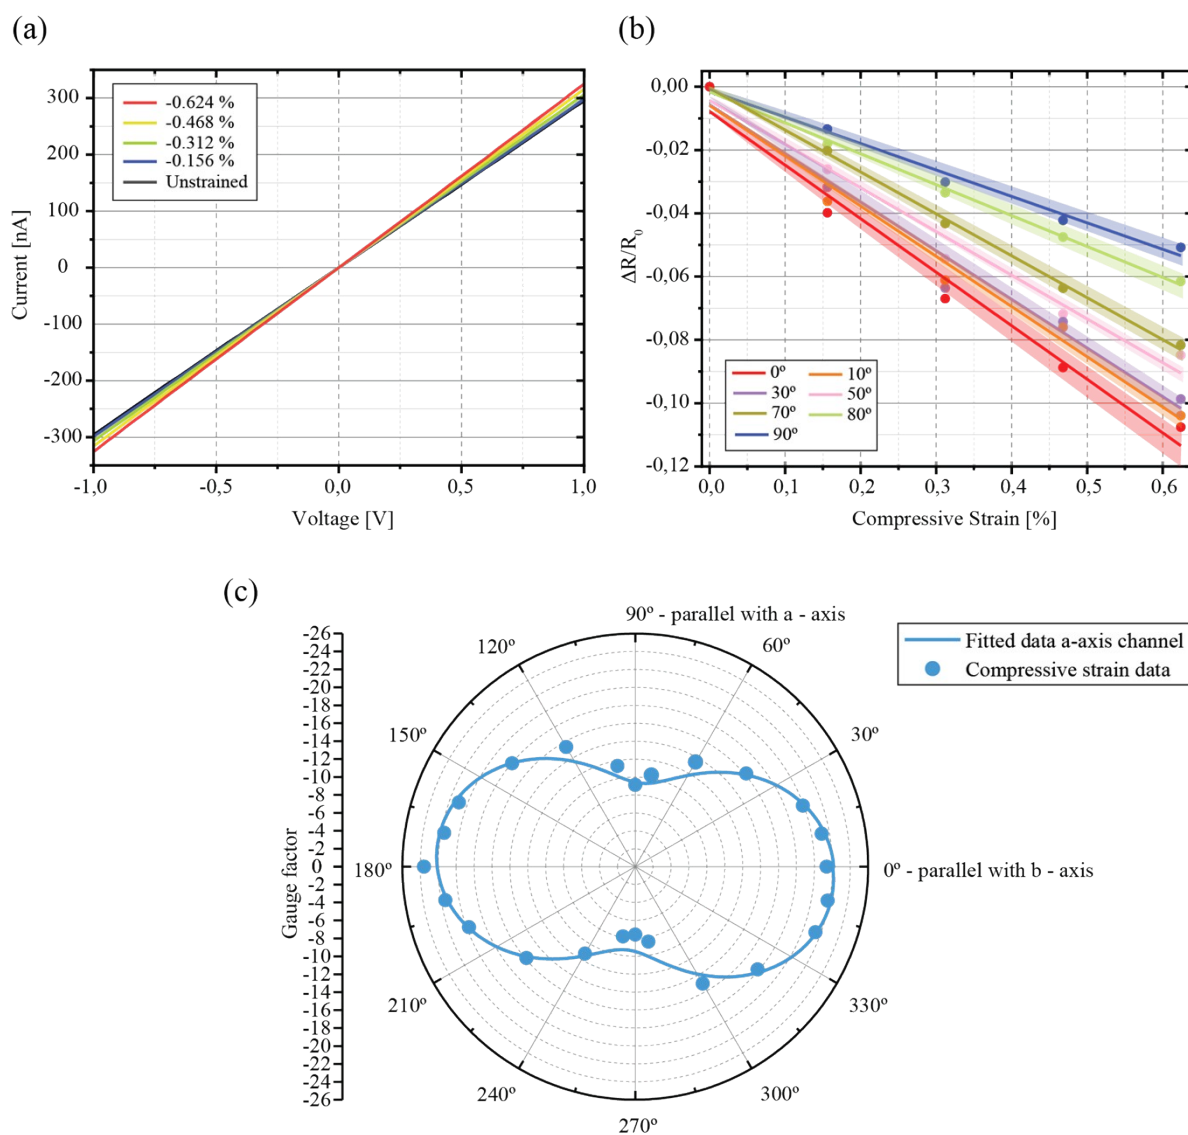 (a)
300
200
100
0
-100
-200
-300
Current [nA]
-0.624 %
-0.468 %
-0.312 %
-0.156 %
Unstrained
-1,0
-0,5
0,0
0,5
1,0
Voltage [V]
(b)
0,00
-0,02
-0,04
-0,06
-0,08
-0,10
-0,12
ΔR/R0
0º
10º
30º
50º
70º
80º
90º
0,0
0,1
0,2
0,3
0,4
0,5
0,6
Compressive Strain [%]
(c)
-26
-24
-22
-20
-18
-16
-14
-12
-10
-8
-6
-4
-2
0
-2
-4
-6
-8
-10
-12
-14
-16
-18
-20
-22
-24
-26
Gauge factor
90º - parallel with a - axis
120º
60º
150º
30º
180º
0º - parallel with b - axis
210º
330º
240º
300º
270º
Fitted data a-axis channel
Compressive strain data